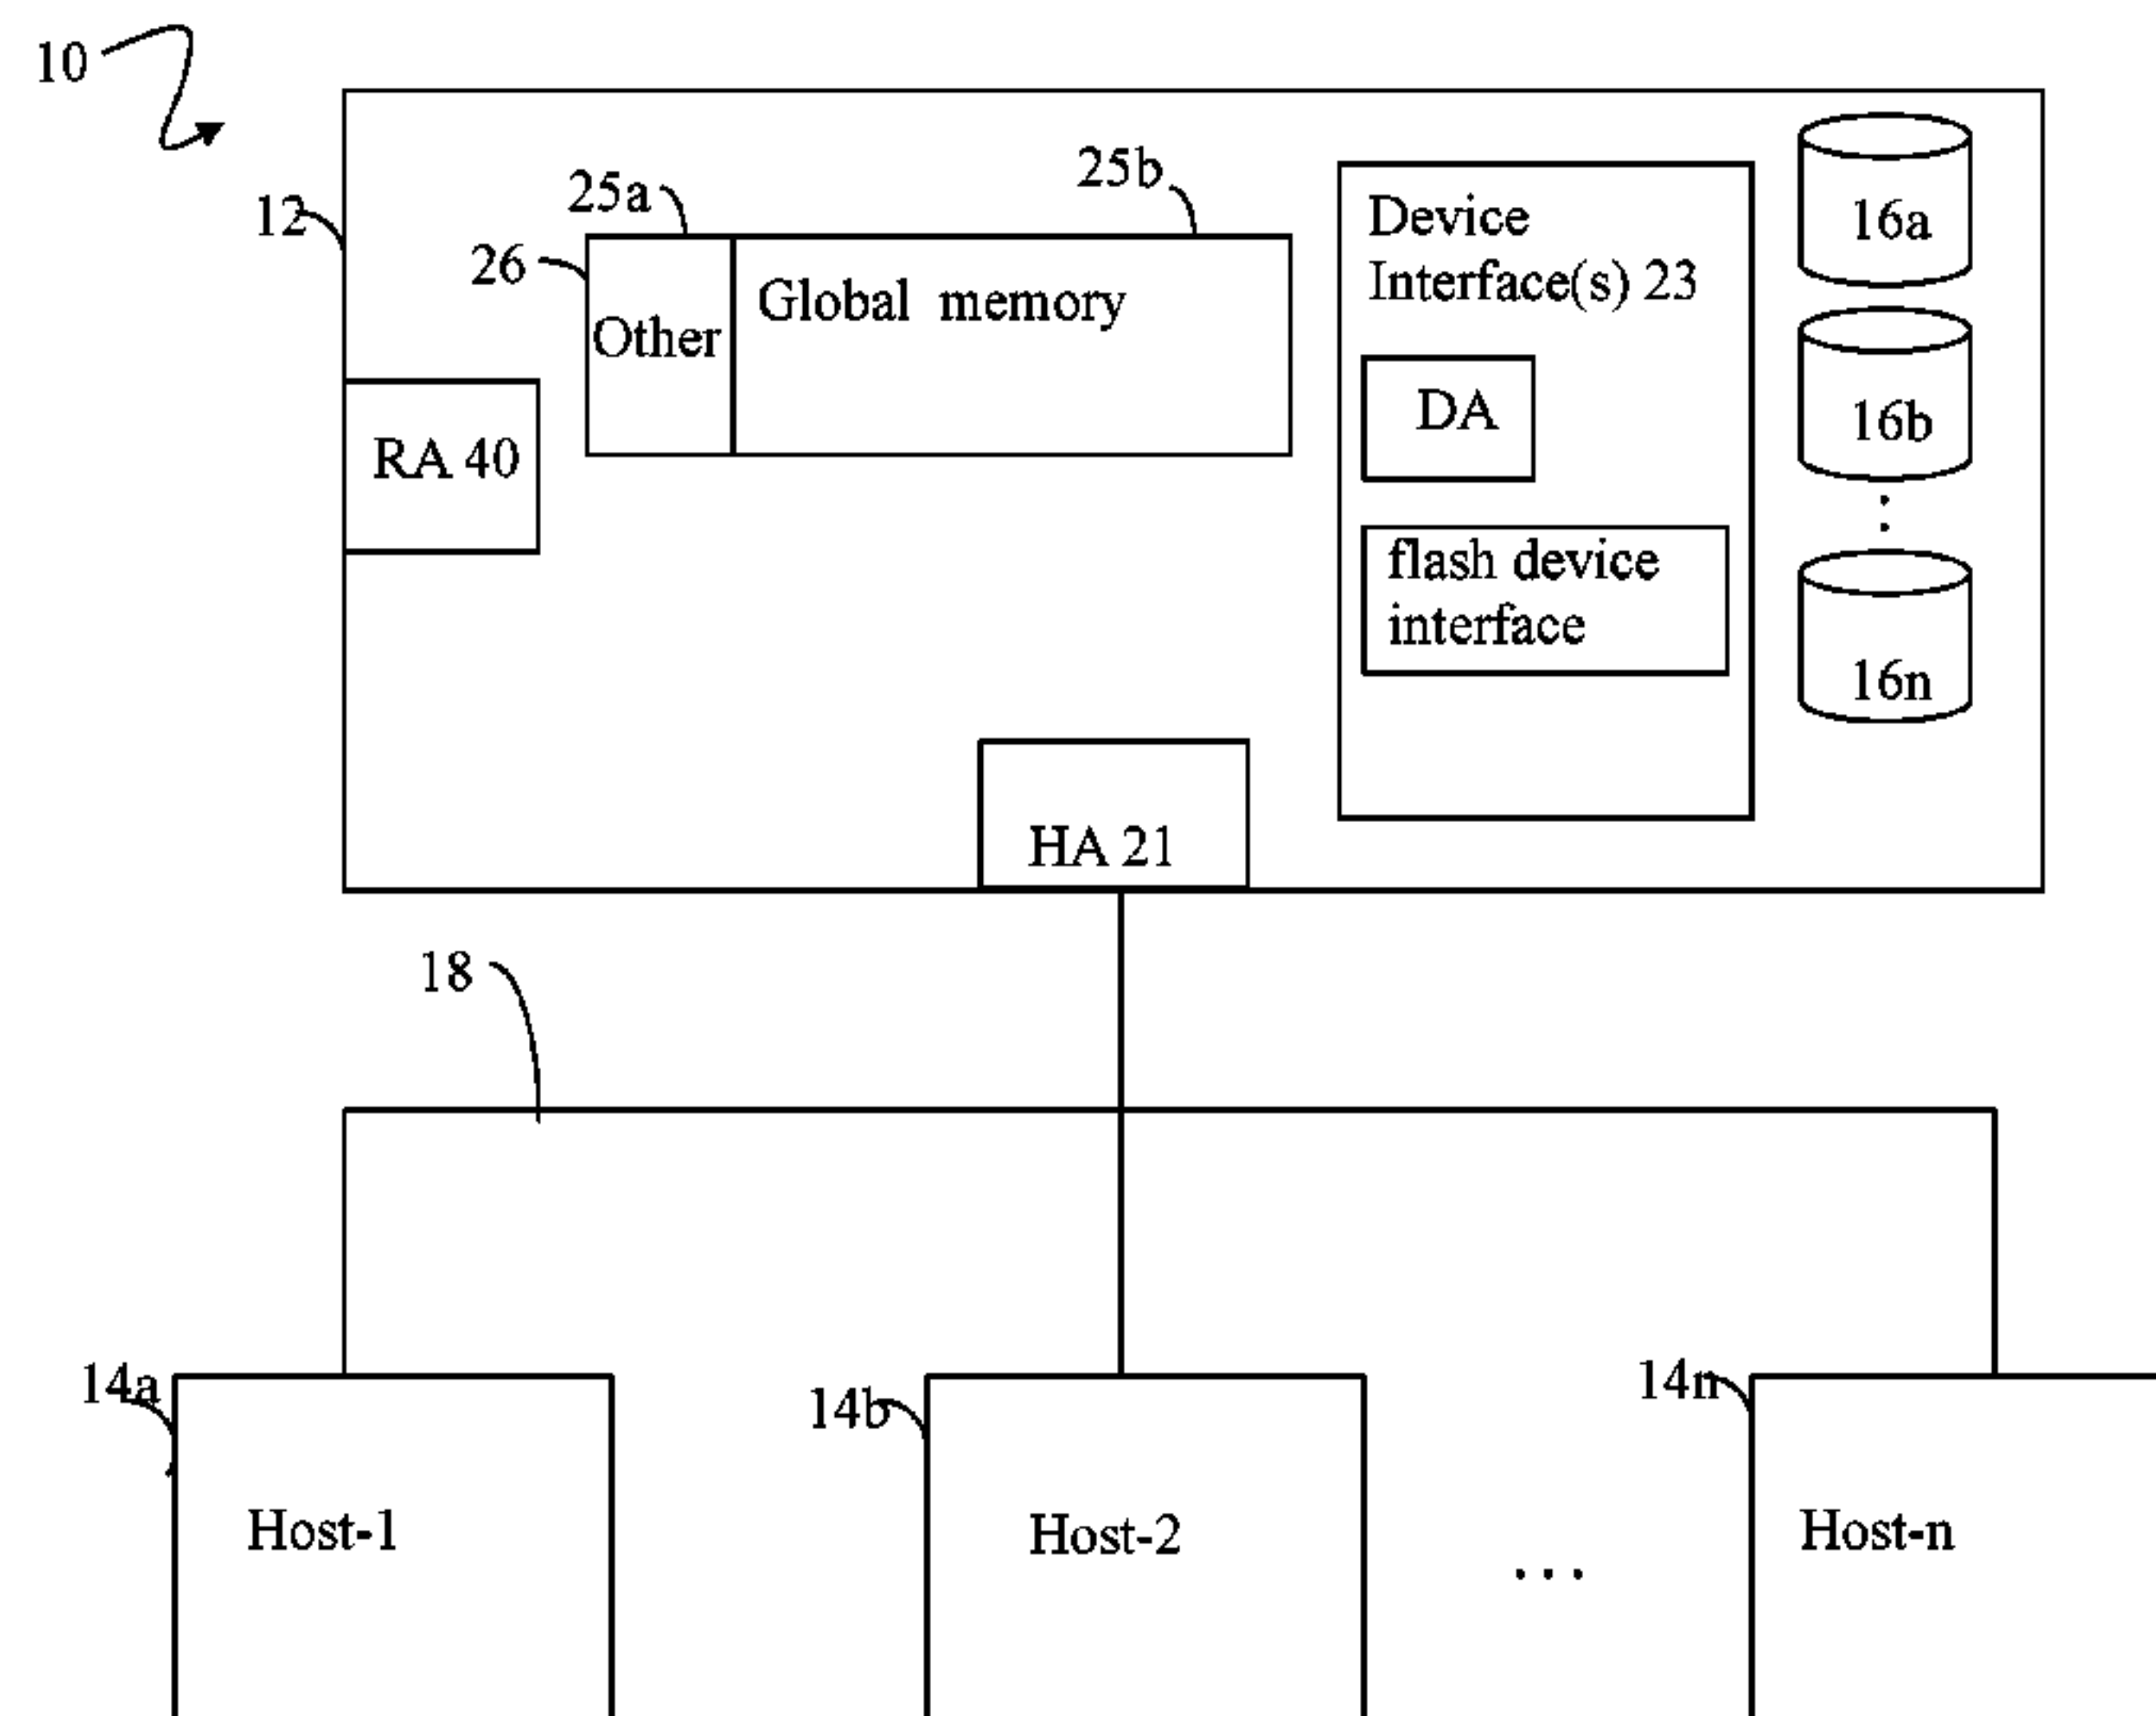 10
12
25a
25b
26
Other
Global memory
Device
Interface(s) 23
DA
flash device
interface
16a
16b
16n
RA 40
HA 21
18
14a
14b
14n
Host-1
Host-2
...
Host-n